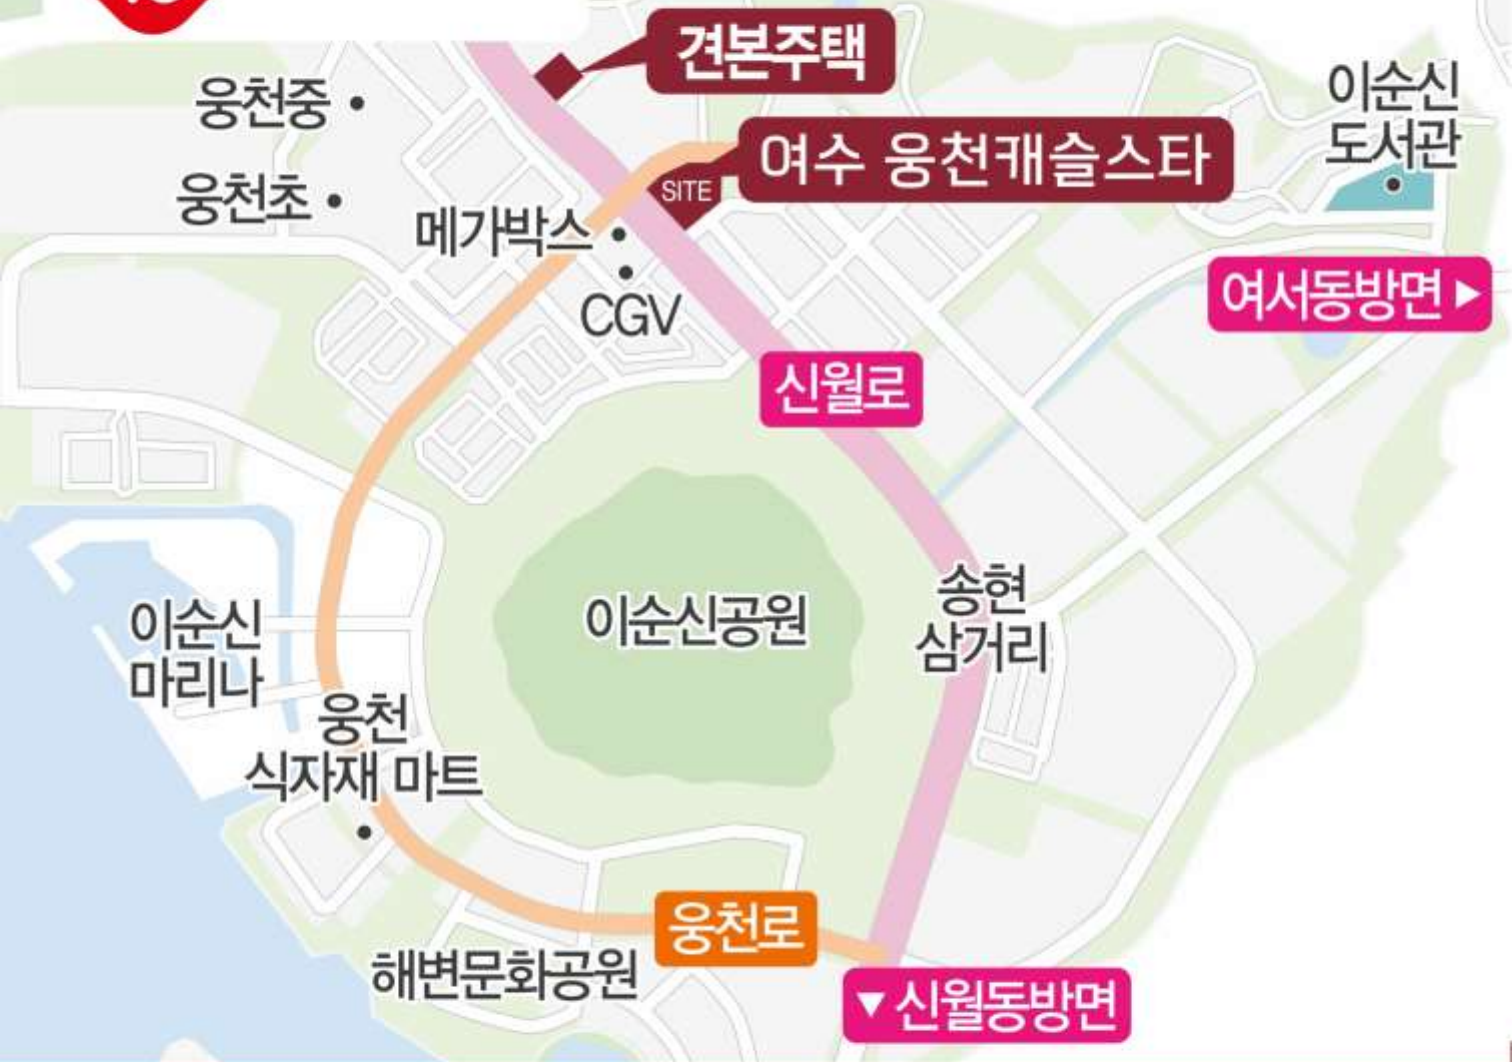 견본주택
웅천중
이순신
도서관
여수 웅천캐슬스타
SITE
웅천초
메가박스
CGV
여서동방면 ▶
신월로
송현
삼거리
이순신공원
이순신
마리나
웅천
식자재 마트
웅천로
해변문화공원
▼ 신월동방면